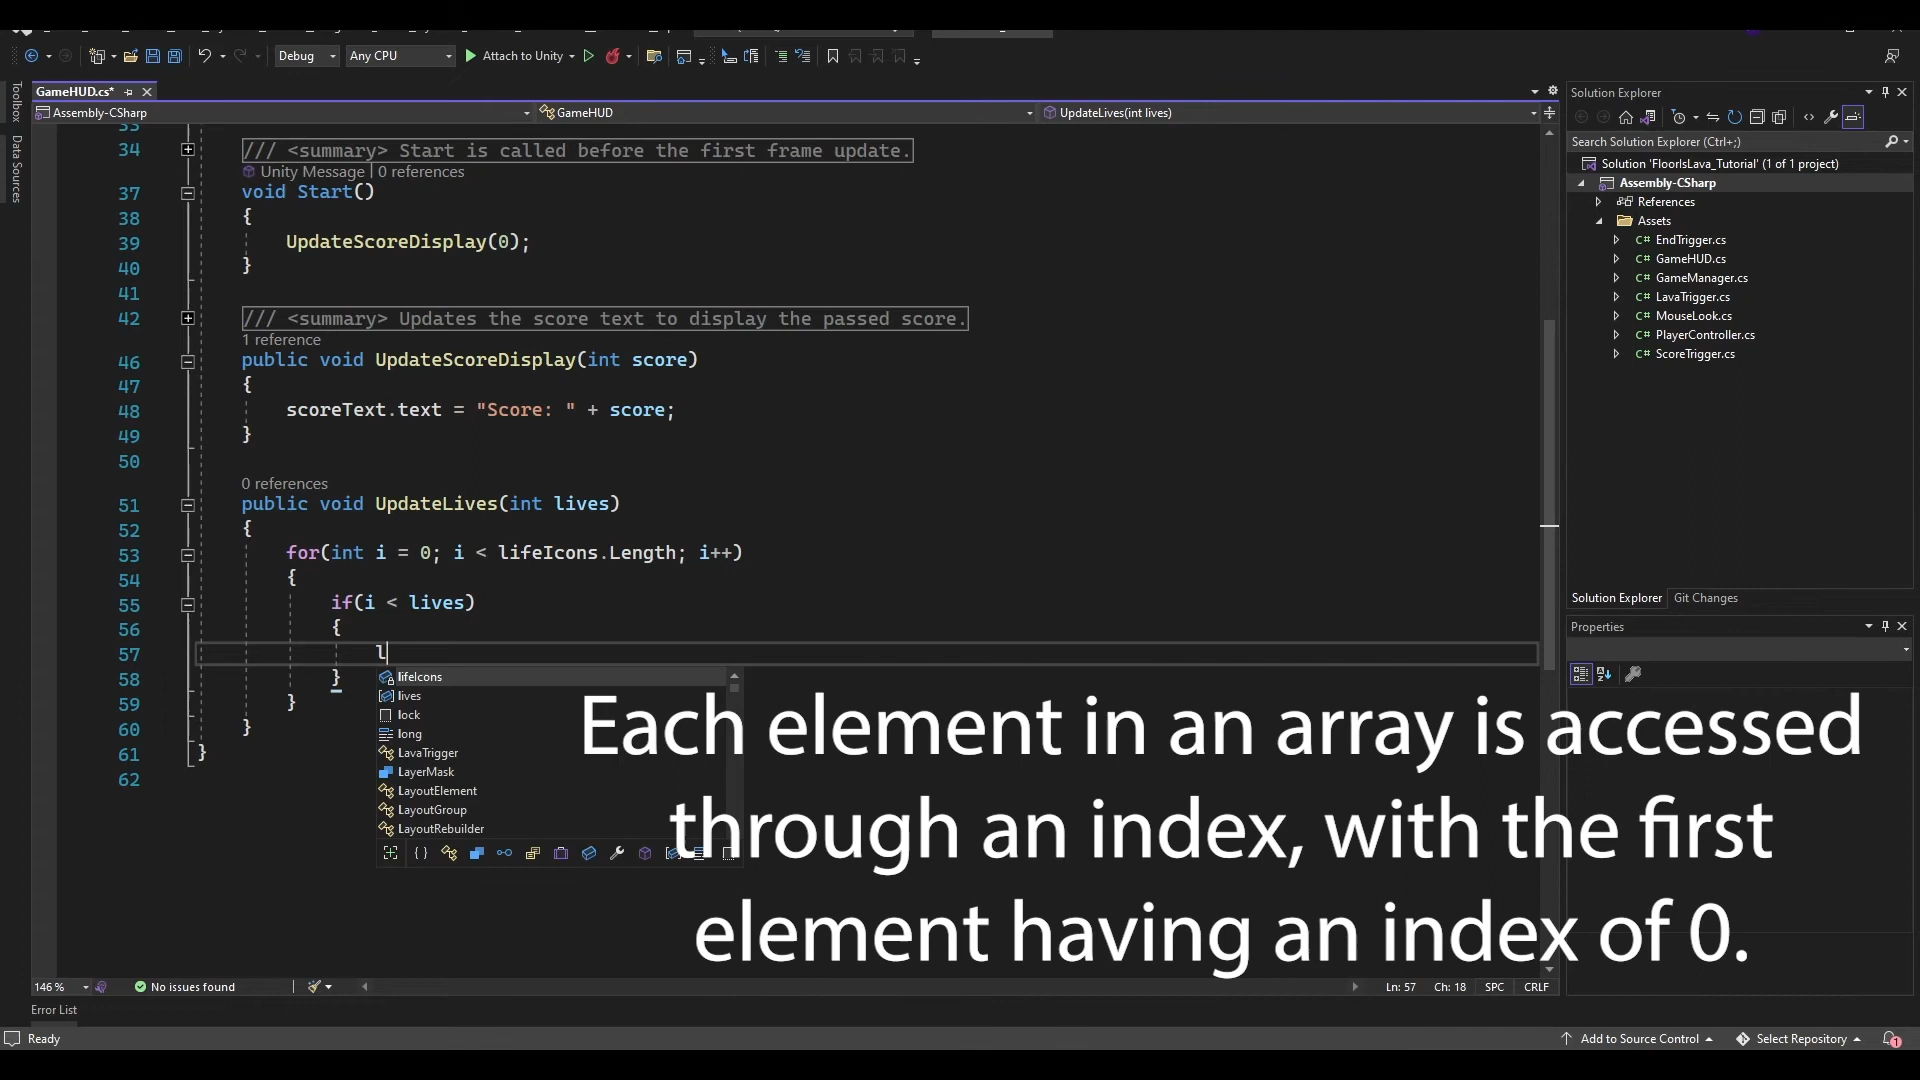 Debug
Any CPU
Attach to Unity
GameHUD.cs*
Assembly-CSharp
GameHUD
UpdateLives(int lives)
Toolbox
Data Sources
33
34 /// <summary> Start is called before the first frame update.
Unity Message | 0 references
37 void Start()
38 {
39 UpdateScoreDisplay(0);
40 }
41
42 /// <summary> Updates the score text to display the passed score.
1 reference
46 public void UpdateScoreDisplay(int score)
47 {
48 scoreText.text = "Score: " + score;
49 }
50
0 references
51 public void UpdateLives(int lives)
52 {
53 for(int i = 0; i < lifeIcons.Length; i++)
54 {
55 if(i < lives)
56 {
57 l
58 }
59 }
60 }
61 }
62
lifeIcons
lives
lock
long
LavaTrigger
LayerMask
LayoutElement
LayoutGroup
LayoutRebuilder
Each element in an array is accessed
through an index, with the first
element having an index of 0.
Solution Explorer
Search Solution Explorer (Ctrl+;)
Solution 'FloorIsLava_Tutorial' (1 of 1 project)
Assembly-CSharp
References
Assets
C# EndTrigger.cs
C# GameHUD.cs
C# GameManager.cs
C# LavaTrigger.cs
C# MouseLook.cs
C# PlayerController.cs
C# ScoreTrigger.cs
Solution Explorer Git Changes
Properties
146 %
No issues found
Ln: 57 Ch: 18 SPC CRLF
Error List
Ready
Add to Source Control
Select Repository
1